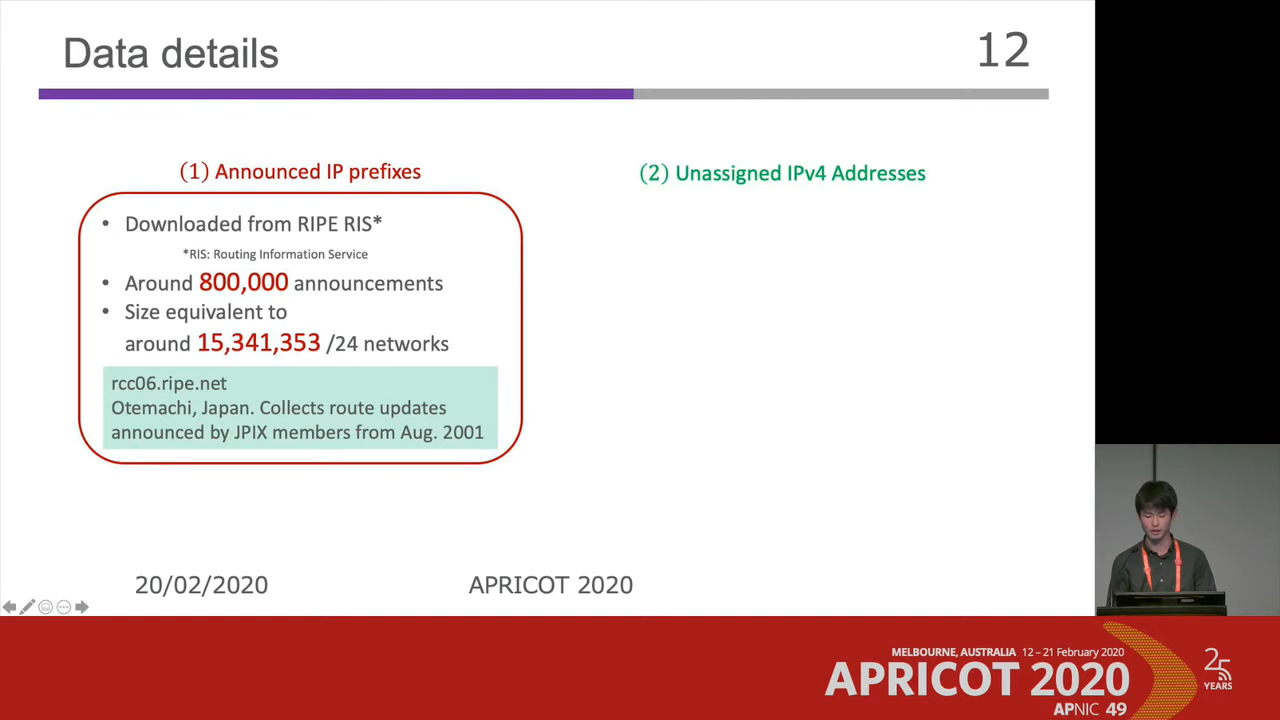 Data details
12
(1) Announced IP prefixes
• Downloaded from RIPE RIS*
*RIS: Routing Information Service
• Around 800,000 announcements
• Size equivalent to
around 15,341,353 /24 networks
rcc06.ripe.net
Otemachi, Japan. Collects route updates
announced by JPIX members from Aug. 2001
(2) Unassigned IPv4 Addresses
20/02/2020
APRICOT 2020
MELBOURNE, AUSTRALIA 12 – 21 February 2020
APRICOT 2020
APNIC 49
25
YEARS